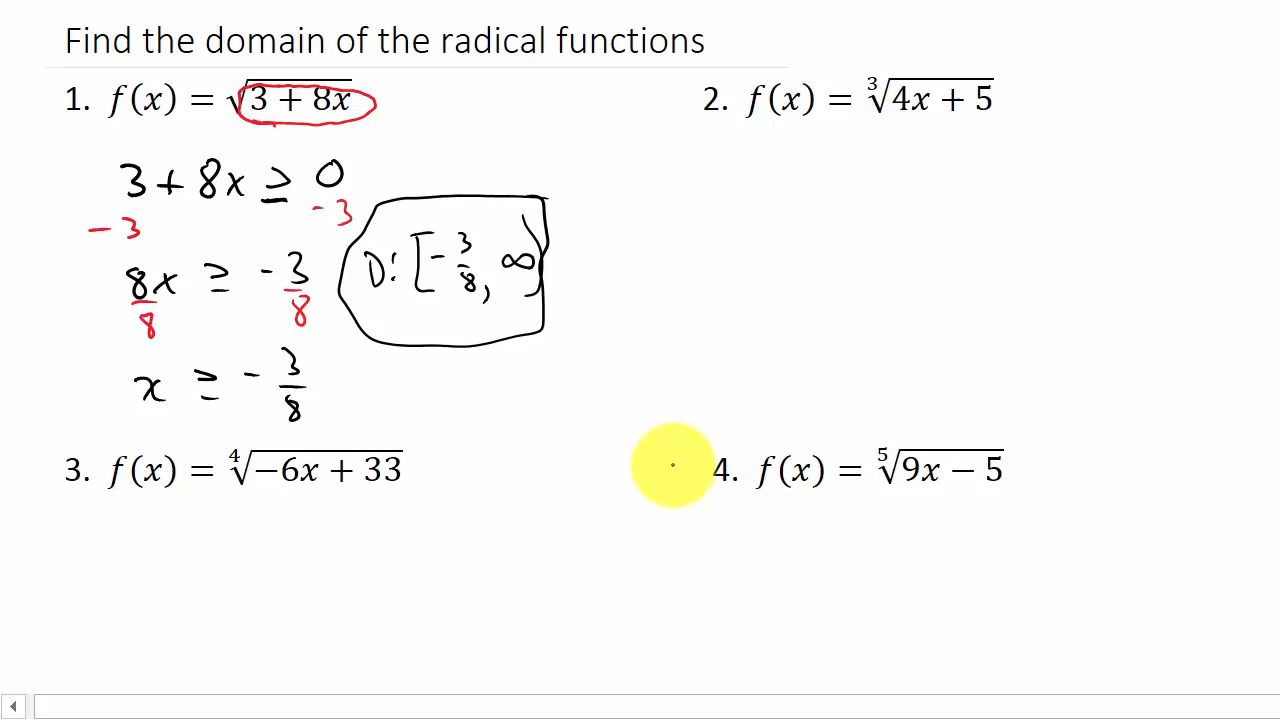 Find the domain of the radical functions
1. f(x) = √(3 + 8x)
2. f(x) = ∛(4x + 5)
3 + 8x ≥ 0
- 3 - 3
8x ≥ - 3
8 8
x ≥ - 3/8
D: [- 3/8, ∞)
3. f(x) = ∜(−6x + 33)
4. f(x) = ⁵√(9x − 5)